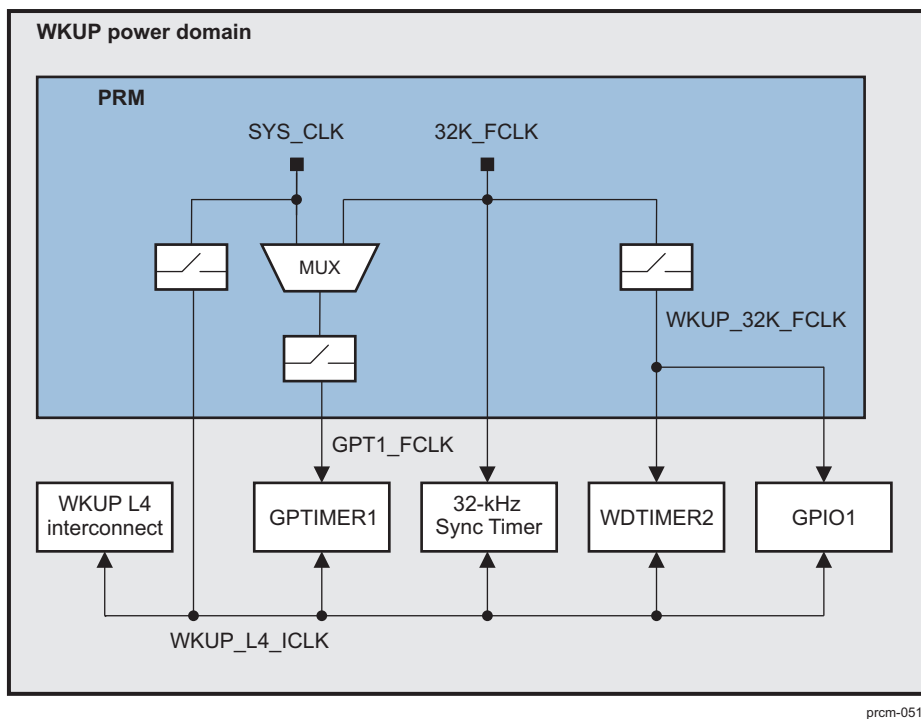 WKUP power domain
PRM
SYS_CLK
32K_FCLK
MUX
WKUP_32K_FCLK
GPT1_FCLK
WKUP L4
interconnect
GPTIMER1
32-kHz
Sync Timer
WDTIMER2
GPIO1
WKUP_L4_ICLK
prcm-051